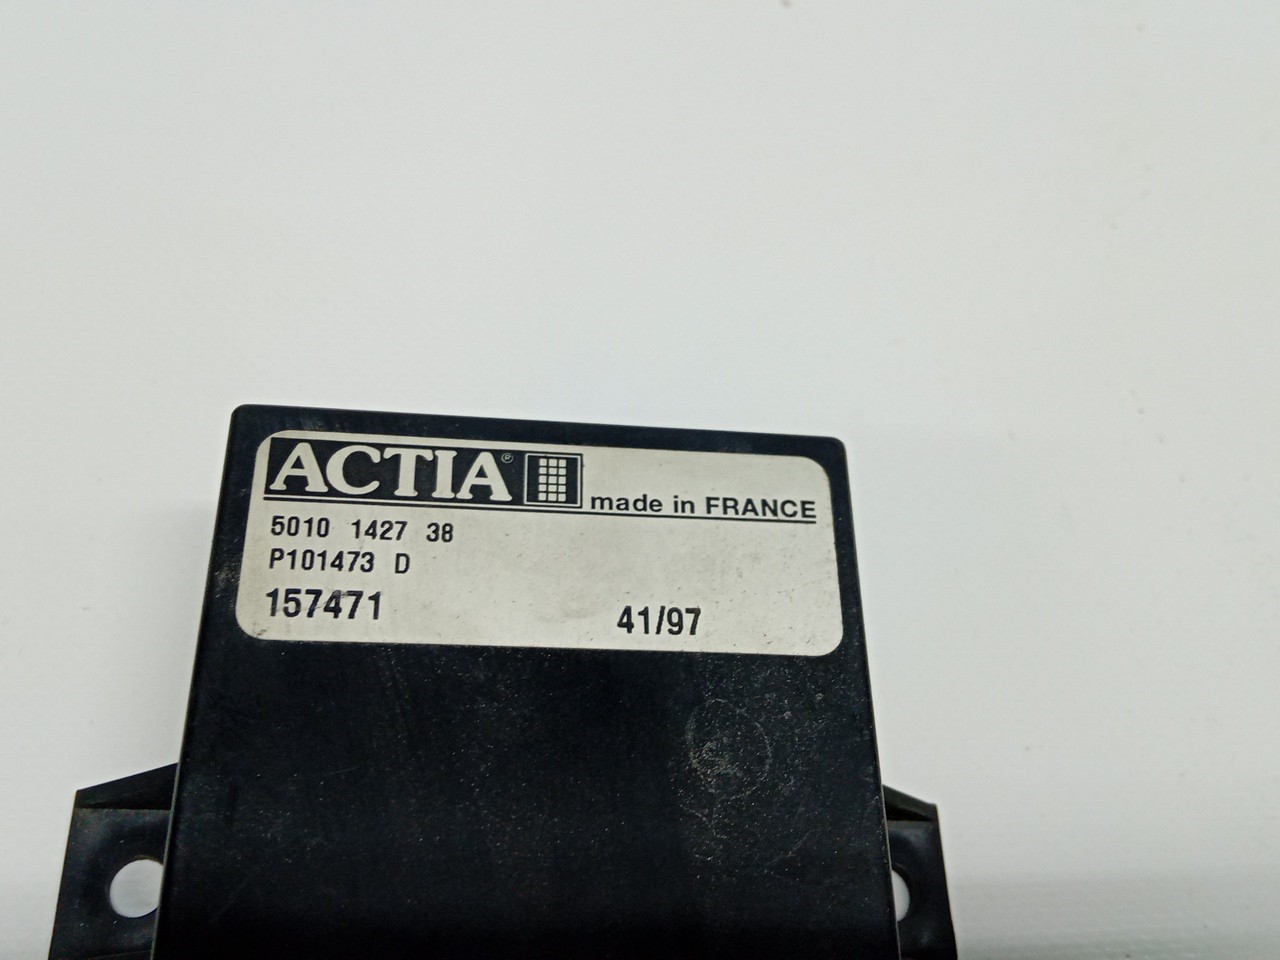 ACTIA® made in FRANCE
5010 1427 38
P101473 D
157471 41/97